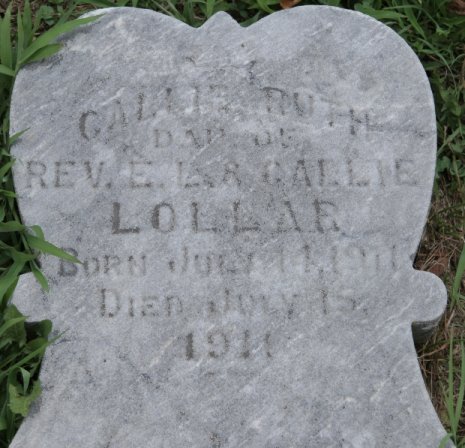 CALLIE RUTH
DAU OF
REV. E. L. & CALLIE
LOLLAR
BORN JULY 14, 1911
DIED JULY 15,
1911